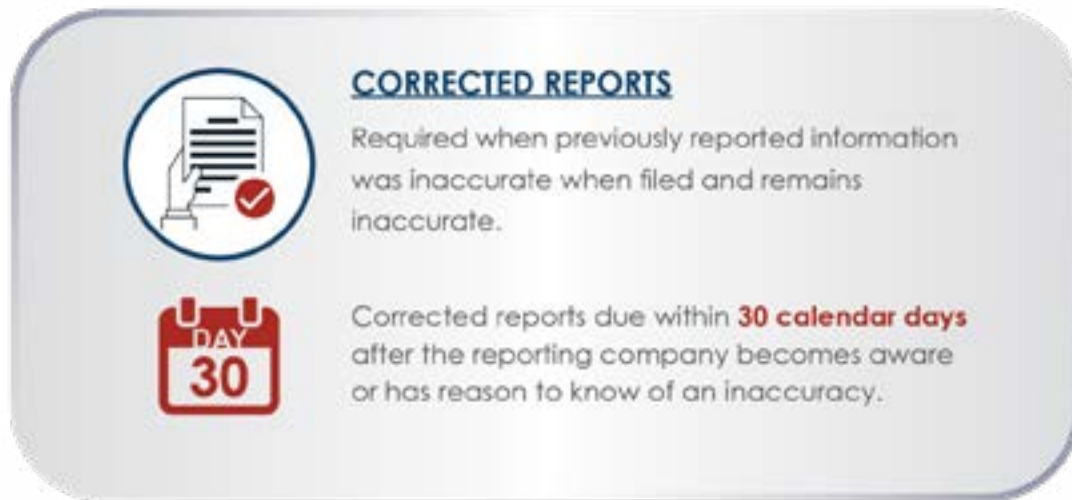 CORRECTED REPORTS
Required when previously reported information
was inaccurate when filed and remains
inaccurate.
DAY
30
Corrected reports due within 30 calendar days
after the reporting company becomes aware
or has reason to know of an inaccuracy.